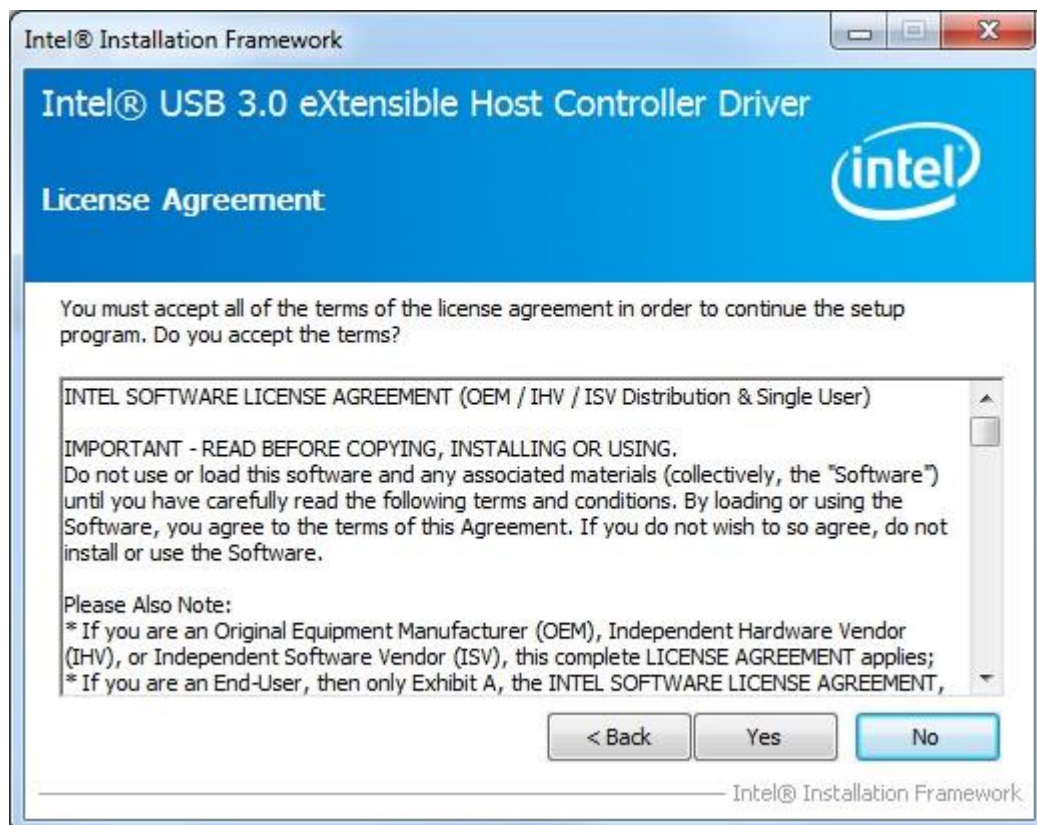 Intel® Installation Framework
Intel® USB 3.0 eXtensible Host Controller Driver
intel
License Agreement
You must accept all of the terms of the license agreement in order to continue the setup
program. Do you accept the terms?
INTEL SOFTWARE LICENSE AGREEMENT (OEM / IHV / ISV Distribution & Single User)
IMPORTANT - READ BEFORE COPYING, INSTALLING OR USING.
Do not use or load this software and any associated materials (collectively, the "Software")
until you have carefully read the following terms and conditions. By loading or using the
Software, you agree to the terms of this Agreement. If you do not wish to so agree, do not
install or use the Software.
Please Also Note:
* If you are an Original Equipment Manufacturer (OEM), Independent Hardware Vendor
(IHV), or Independent Software Vendor (ISV), this complete LICENSE AGREEMENT applies;
* If you are an End-User, then only Exhibit A, the INTEL SOFTWARE LICENSE AGREEMENT,
< Back Yes No
Intel® Installation Framework